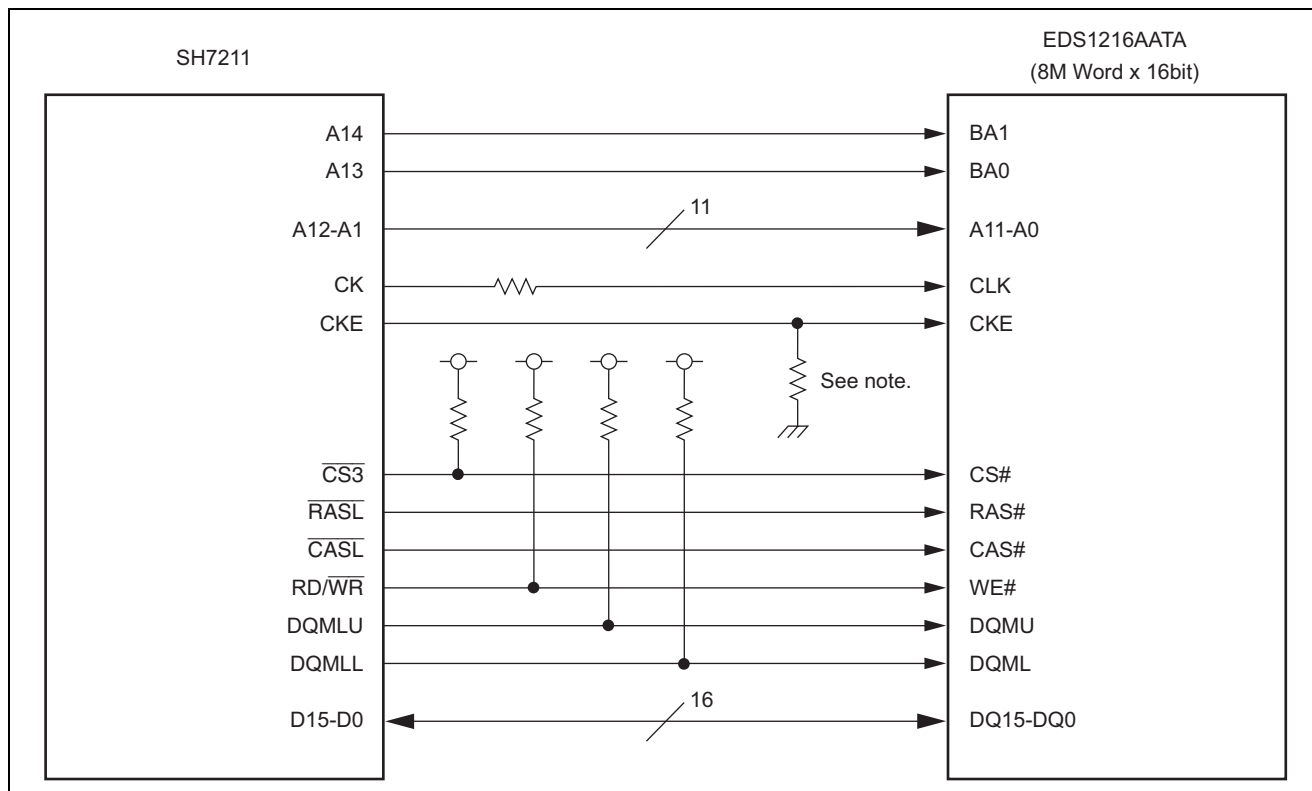 SH7211
EDS1216AATA
(8M Word x 16bit)
A14
BA1
A13
BA0
11
A12-A1
A11-A0
CK
CLK
CKE
CKE
See note.
CS3
CS#
RASL
RAS#
CASL
CAS#
RD/WR
WE#
DQMLU
DQMU
DQMLL
DQML
16
D15-D0
DQ15-DQ0